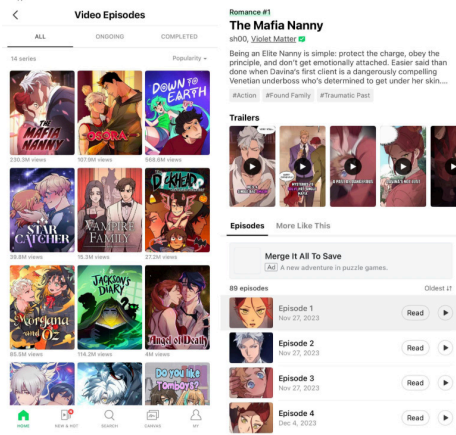 Video Episodes
ALL
ONGOING
COMPLETED
14 series
Popularity
THE
MAFIA
NANNY
OSORA
DOWN TO
EARTH
239.3M views
107.9M views
568.6M views
STAR
CATCHER
VAMPIRE
FAMILY
D♠CKHEAD
39.8M views
15.3M views
27.2M views
Morgana
and OZ
JACKSON'S
DIARY
Angel of Death
85.5M views
114.2M views
4M views
Do you like
Tomboys?
HOME
NEW & HOT
SEARCH
CANVAS
MY
Romance #1
The Mafia Nanny
sh00, Violet Matter
Being an Elite Nanny is simple: protect the charge, obey the
principle, and don't get emotionally attached. Easier said than
done when Davina's first client is a dangerously compelling
Venetian underboss who's determined to get under her skin....
#Action
#Found Family
#Traumatic Past
Trailers
Episodes
More Like This
Merge It All To Save
Ad A new adventure in puzzle games.
89 episodes
Oldest
Episode 1
Nov 27, 2023
Read
Episode 2
Nov 27, 2023
Read
Episode 3
Nov 27, 2023
Read
Episode 4
Dec 4, 2023
Read